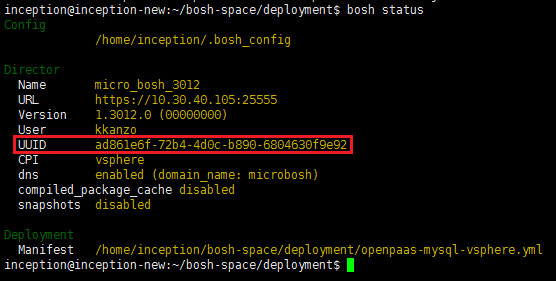 inception@inception-new:~/bosh-space/deployment$ bosh status
Config
/home/inception/.bosh_config
Director
Name micro_bosh_3012
URL https://10.30.40.105:25555
Version 1.3012.0 (00000000)
User kkanzo
UUID ad861e6f-72b4-4d0c-b890-6804630f9e92
CPI vsphere
dns enabled (domain_name: microbosh)
compiled_package_cache disabled
snapshots disabled
Deployment
Manifest /home/inception/bosh-space/deployment/openpaas-mysql-vsphere.yml
inception@inception-new:~/bosh-space/deployment$